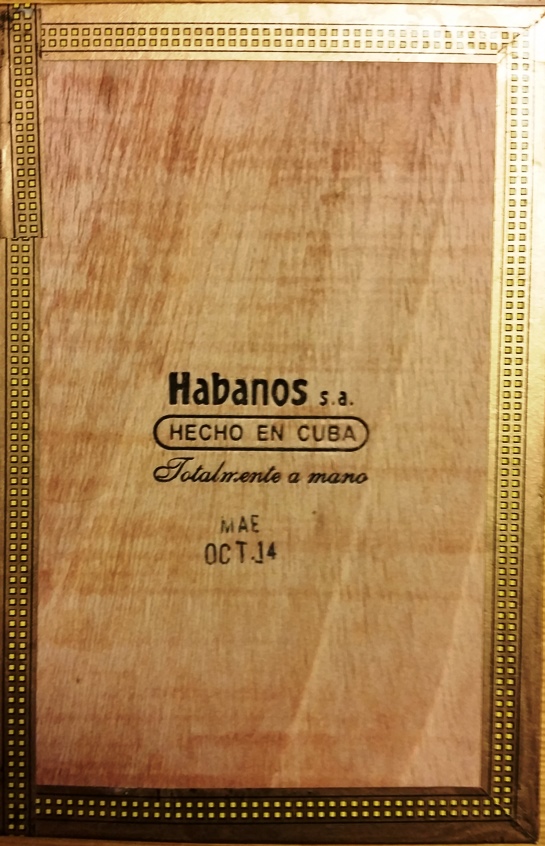 Habanos s.a.
HECHO EN CUBA
Totalmente a mano
MAE
OCT.14